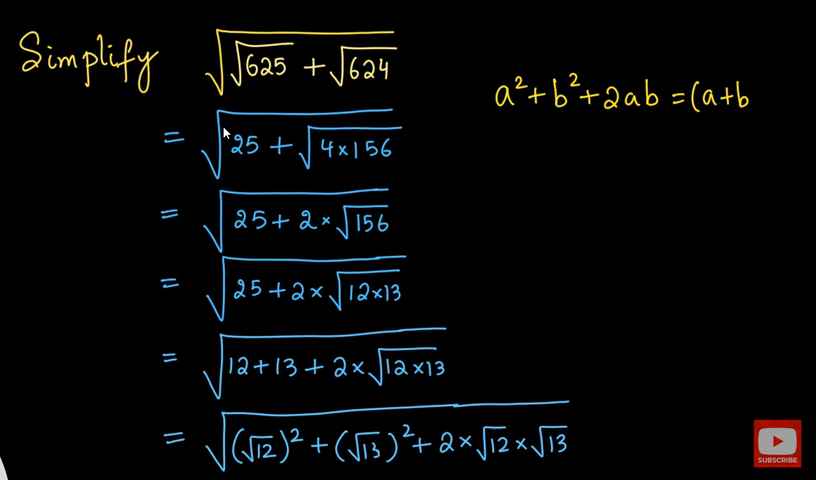 Simplify √(√625 + √624)
a² + b² + 2ab = (a+b
= √(25 + √(4×156))
= √(25 + 2 × √156)
= √(25 + 2 × √(12×13))
= √(12 + 13 + 2 × √(12×13))
= √((√12)² + (√13)² + 2 × √12 × √13)
SUBSCRIBE